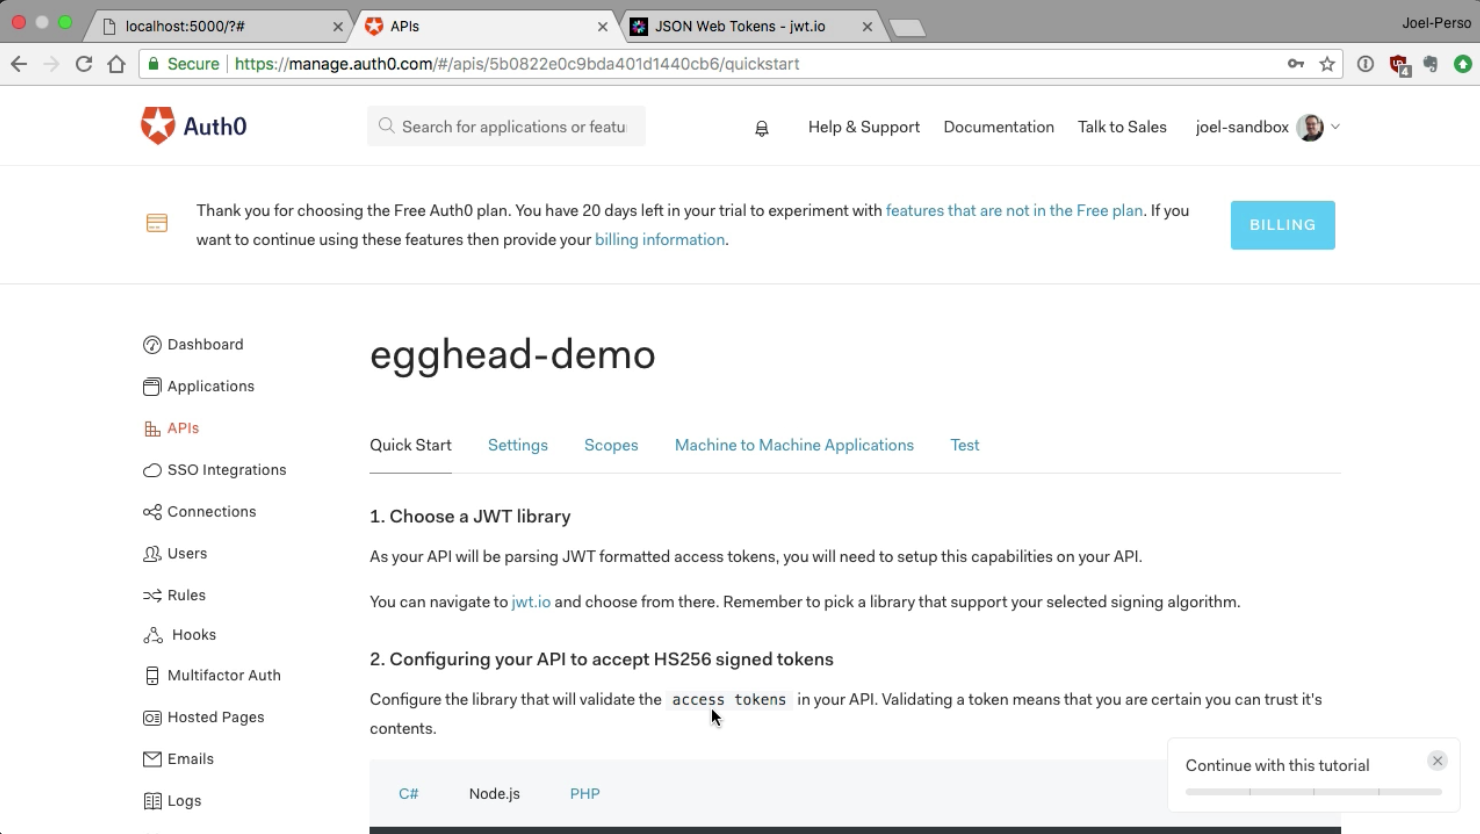 localhost:5000/?#
APIs
JSON Web Tokens - jwt.io
Joel-Perso
Secure
https://manage.auth0.com/#/apis/5b0822e0c9bda401d1440cb6/quickstart
4
Auth0
Search for applications or featu
Help & Support
Documentation
Talk to Sales
joel-sandbox
Thank you for choosing the Free Auth0 plan. You have 20 days left in your trial to experiment with features that are not in the Free plan. If you
want to continue using these features then provide your billing information.
BILLING
Dashboard
Applications
APIs
SSO Integrations
Connections
Users
Rules
Hooks
Multifactor Auth
Hosted Pages
Emails
Logs
egghead-demo
Quick Start
Settings
Scopes
Machine to Machine Applications
Test
1. Choose a JWT library
As your API will be parsing JWT formatted access tokens, you will need to setup this capabilities on your API.
You can navigate to jwt.io and choose from there. Remember to pick a library that support your selected signing algorithm.
2. Configuring your API to accept HS256 signed tokens
Configure the library that will validate the access tokens in your API. Validating a token means that you are certain you can trust it's
contents.
C#
Node.js
PHP
Continue with this tutorial